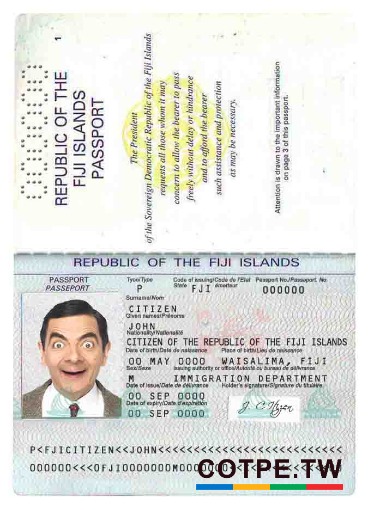 1
REPUBLIC OF THE
FIJI ISLANDS
PASSPORT
The President
of the Sovereign Democratic Republic of the Fiji Islands
requests all those whom it may
concern to allow the bearer to pass
freely without delay or hindrance
and to afford the bearer
such assistance and protection
as may be necessary.
Attention is drawn to the important information
on page 3 of this passport.
REPUBLIC OF THE FIJI ISLANDS
PASSPORT
PASSEPORT
Type/Type
Code of issuing/Code de l'Etat
State émetteur
Passport No./Passeport. No.
P
FJI
000000
Surname/Nom
CITIZEN
Given names/Prénoms
JOHN
Nationality/Nationalité
CITIZEN OF THE REPUBLIC OF THE FIJI ISLANDS
Date of birth/Date de naissance Place of birth/Lieu de naissance
00 MAY 0000 WAISALIMA, FIJI
Sex/Sexe Issuing authority or office/Autorité ou bureau de délivrance
M IMMIGRATION DEPARTMENT
Date of issue/Date de délivrance Holder's signature/Signature du titulaire
00 SEP 0000
Date of expiry/Date d'expiration
00 SEP 0000
J. Citizen
P<FJICITIZEN<<JOHN<<<<<<<<<<<<<<<<<<
COTPE.TW